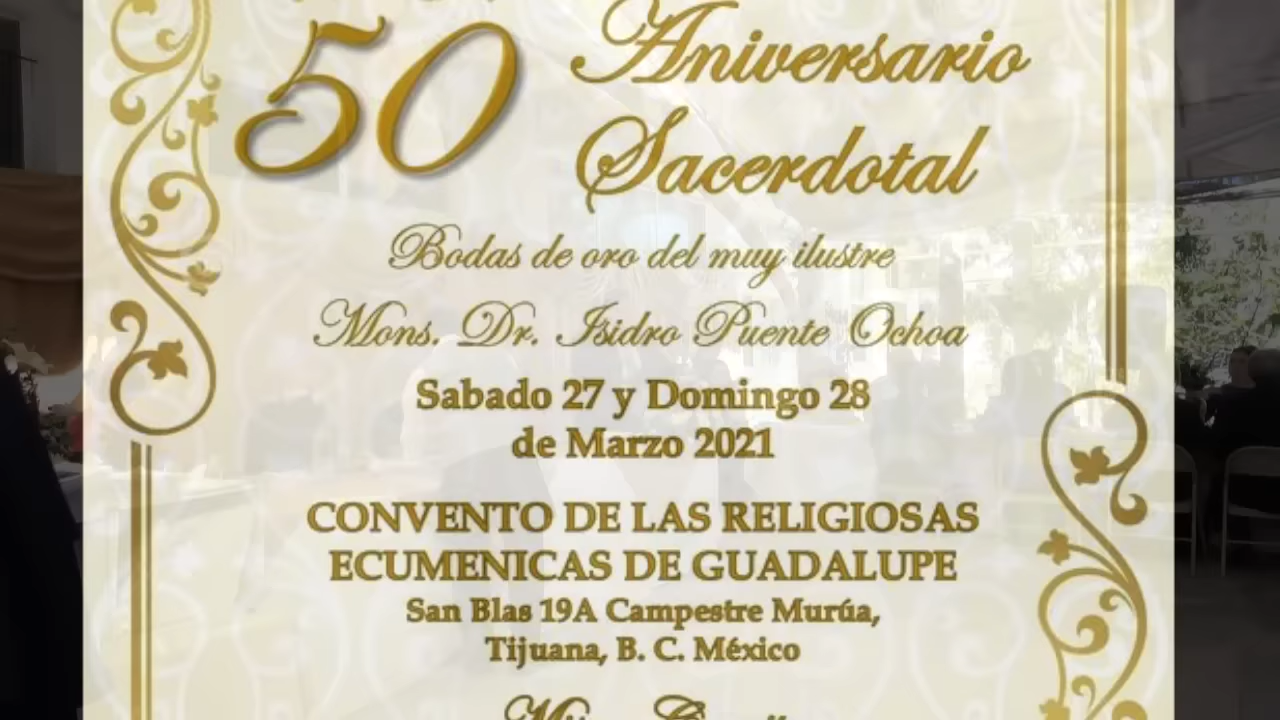 50
Aniversario
Sacerdotal
Bodas de oro del muy ilustre
Mons. Dr. Isidro Puente Ochoa
Sabado 27 y Domingo 28
de Marzo 2021
CONVENTO DE LAS RELIGIOSAS
ECUMENICAS DE GUADALUPE
San Blas 19A Campestre Murúa,
Tijuana, B. C. México